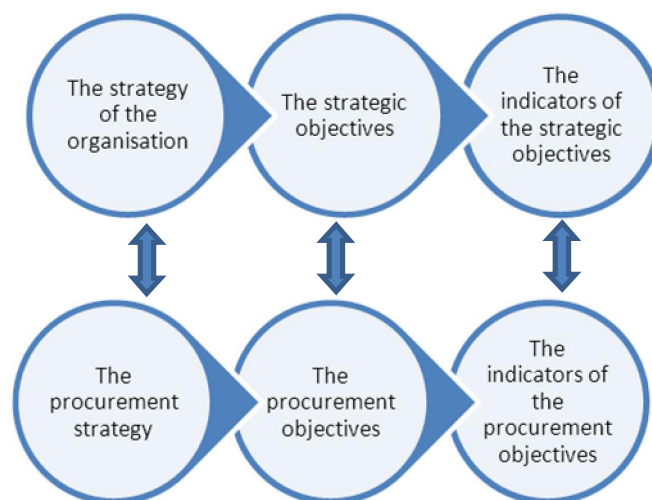 The strategy
of the
organisation
The strategic
objectives
The
indicators of
the strategic
objectives
The
procurement
strategy
The
procurement
objectives
The
indicators of
the
procurement
objectives